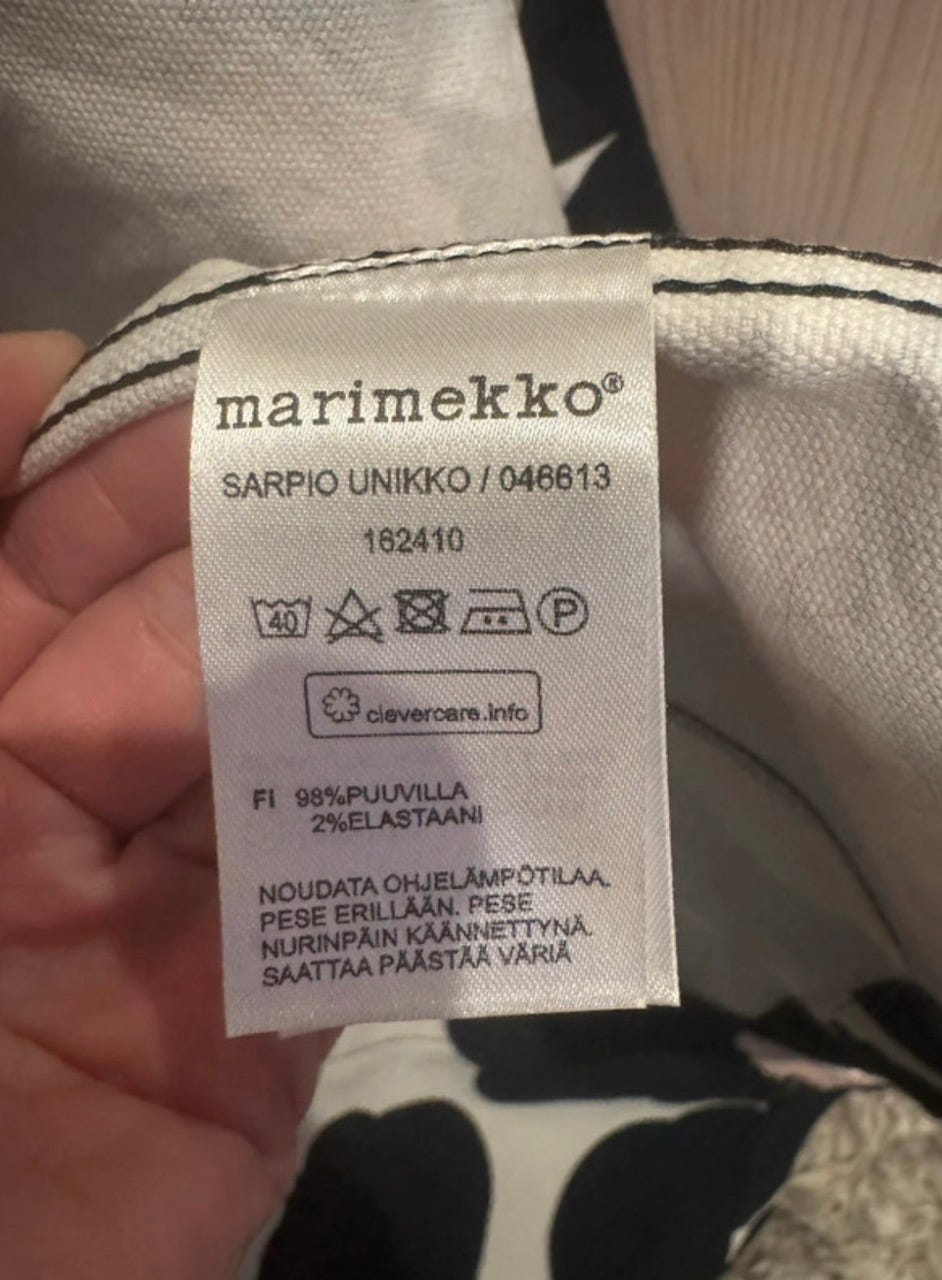 marimekko®
SARPIO UNIKKO / 046613
162410
40 P
clevercare.info
FI 98%PUUVILLA
2%ELASTAANI
NOUDATA OHJELÄMPÖTILAA.
PESE ERILLÄÄN. PESE
NURINPÄIN KÄÄNNETTYNÄ.
SAATTAA PÄÄSTÄÄ VÄRIÄ